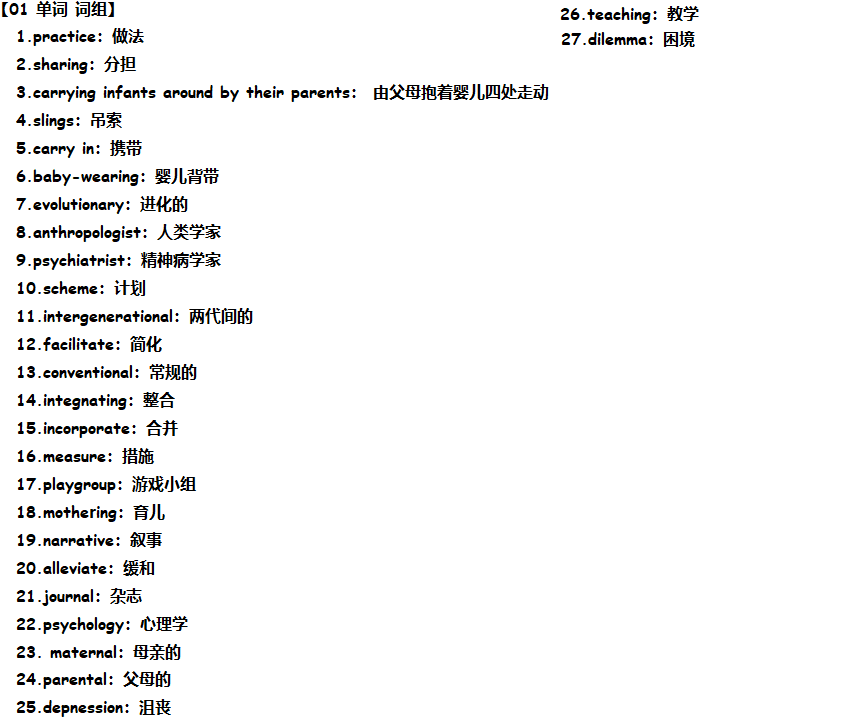 【01 单词 词组】
1.practice：做法
2.sharing：分担
3.carrying infants around by their parents： 由父母抱着婴儿四处走动
4.slings：吊索
5.carry in：携带
6.baby-wearing：婴儿背带
7.evolutionary：进化的
8.anthropologist：人类学家
9.psychiatrist：精神病学家
10.scheme：计划
11.intergenerational：两代间的
12.facilitate：简化
13.conventional：常规的
14.integnating：整合
15.incorporate：合并
16.measure：措施
17.playgroup：游戏小组
18.mothering：育儿
19.narrative：叙事
20.alleviate：缓和
21.journal：杂志
22.psychology：心理学
23. maternal：母亲的
24.parental：父母的
25.depnession：沮丧
26.teaching：教学
27.dilemma：困境